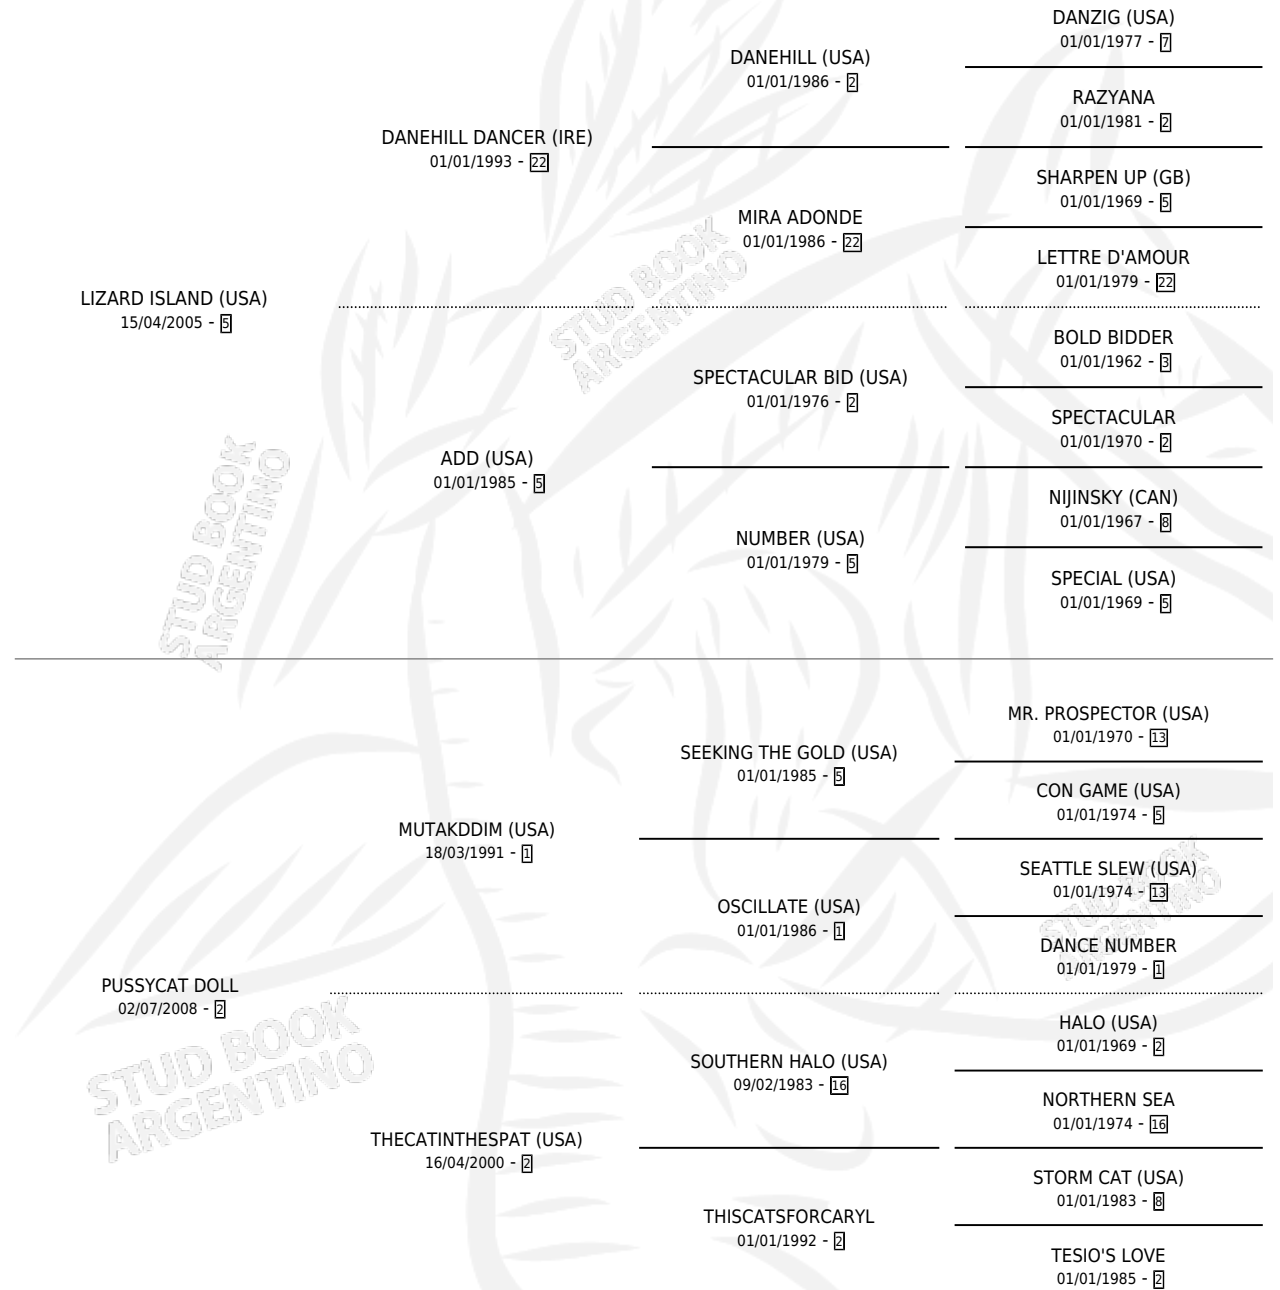 DANZIG (USA)
01/01/1977 - 7
DANEHILL (USA)
01/01/1986 - 2
RAZYANA
01/01/1981 - 2
DANEHILL DANCER (IRE)
01/01/1993 - 22
SHARPEN UP (GB)
01/01/1969 - 5
MIRA ADONDE
01/01/1986 - 22
LETTRE D'AMOUR
01/01/1979 - 22
LIZARD ISLAND (USA)
15/04/2005 - 5
BOLD BIDDER
01/01/1962 - 3
SPECTACULAR BID (USA)
01/01/1976 - 2
SPECTACULAR
01/01/1970 - 2
ADD (USA)
01/01/1985 - 5
NIJINSKY (CAN)
01/01/1967 - 8
NUMBER (USA)
01/01/1979 - 5
SPECIAL (USA)
01/01/1969 - 5
MR. PROSPECTOR (USA)
01/01/1970 - 13
SEEKING THE GOLD (USA)
01/01/1985 - 5
CON GAME (USA)
01/01/1974 - 5
MUTAKDDIM (USA)
18/03/1991 - 1
SEATTLE SLEW (USA)
01/01/1974 - 13
OSCILLATE (USA)
01/01/1986 - 1
DANCE NUMBER
01/01/1979 - 1
PUSSYCAT DOLL
02/07/2008 - 2
HALO (USA)
01/01/1969 - 2
SOUTHERN HALO (USA)
09/02/1983 - 16
NORTHERN SEA
01/01/1974 - 16
THECATINTHESPAT (USA)
16/04/2000 - 2
STORM CAT (USA)
01/01/1983 - 8
THISCATSFORCARYL
01/01/1992 - 2
TESIO'S LOVE
01/01/1985 - 2
STUD BOOK
ARGENTINO
STUD BOOK
ARGENTINO
STUD BOOK
ARGENTINO
STUD BOOK
ARGENTINO